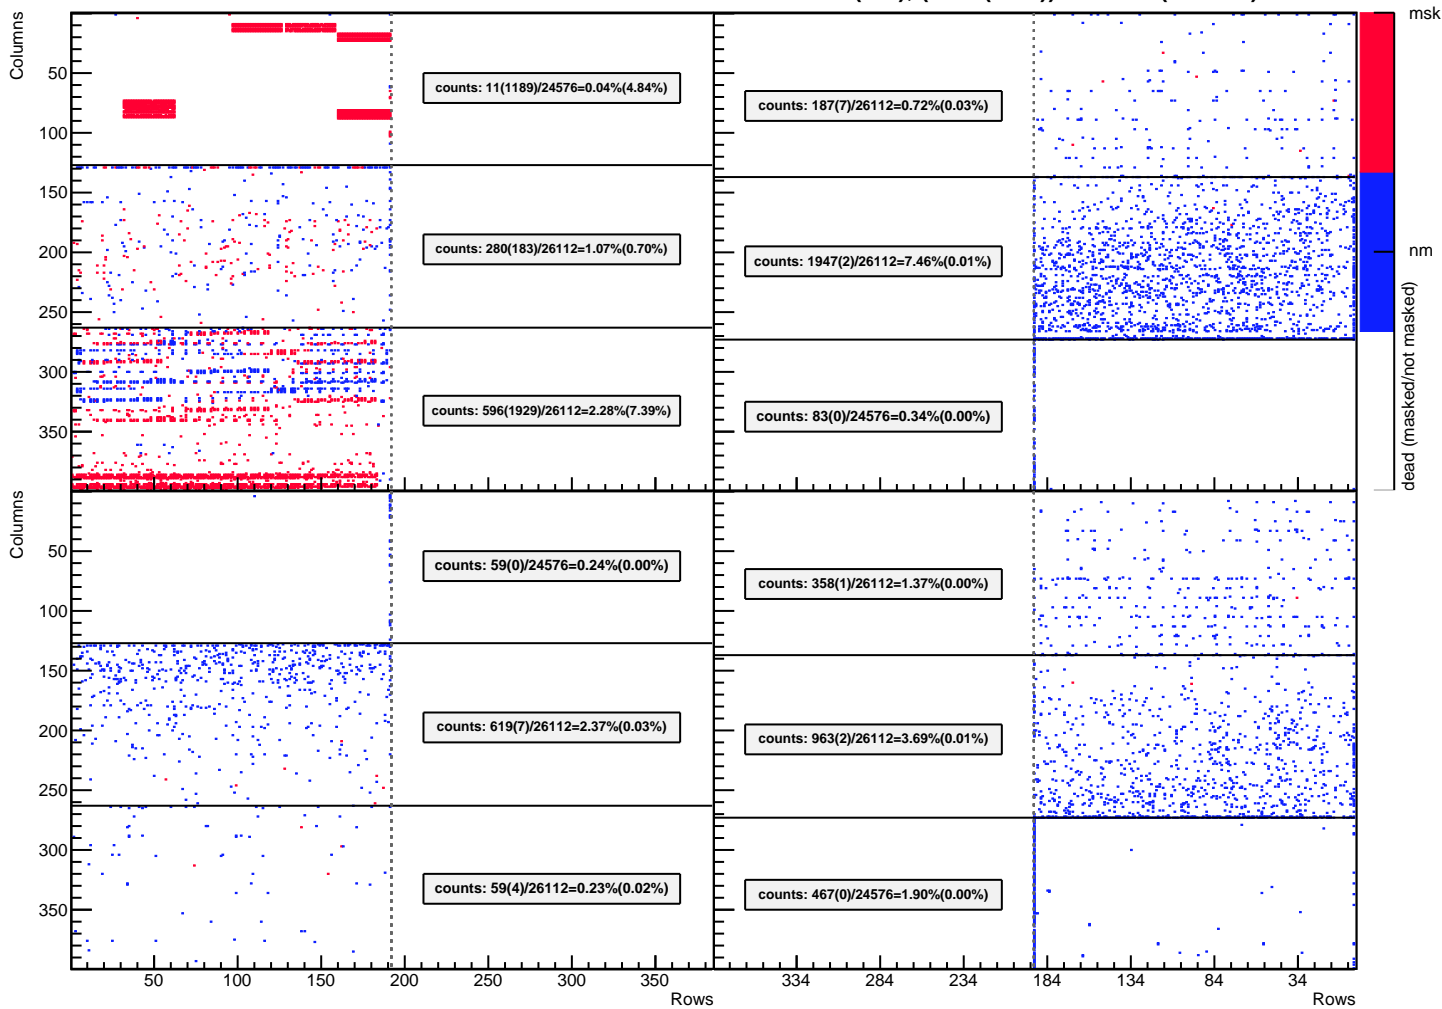 msk
nm
dead (masked/not masked)
Columns
50
100
150
200
250
300
350
counts: 11(1189)/24576=0.04%(4.84%)
counts: 280(183)/26112=1.07%(0.70%)
counts: 596(1929)/26112=2.28%(7.39%)
counts: 187(7)/26112=0.72%(0.03%)
counts: 1947(2)/26112=7.46%(0.01%)
counts: 83(0)/24576=0.34%(0.00%)
Columns
50
100
150
200
250
300
350
counts: 59(0)/24576=0.24%(0.00%)
counts: 619(7)/26112=2.37%(0.03%)
counts: 59(4)/26112=0.23%(0.02%)
counts: 358(1)/26112=1.37%(0.00%)
counts: 963(2)/26112=3.69%(0.01%)
counts: 467(0)/24576=1.90%(0.00%)
50 100 150 200 250 300 350
Rows
334 284 234 184 134 84 34
Rows